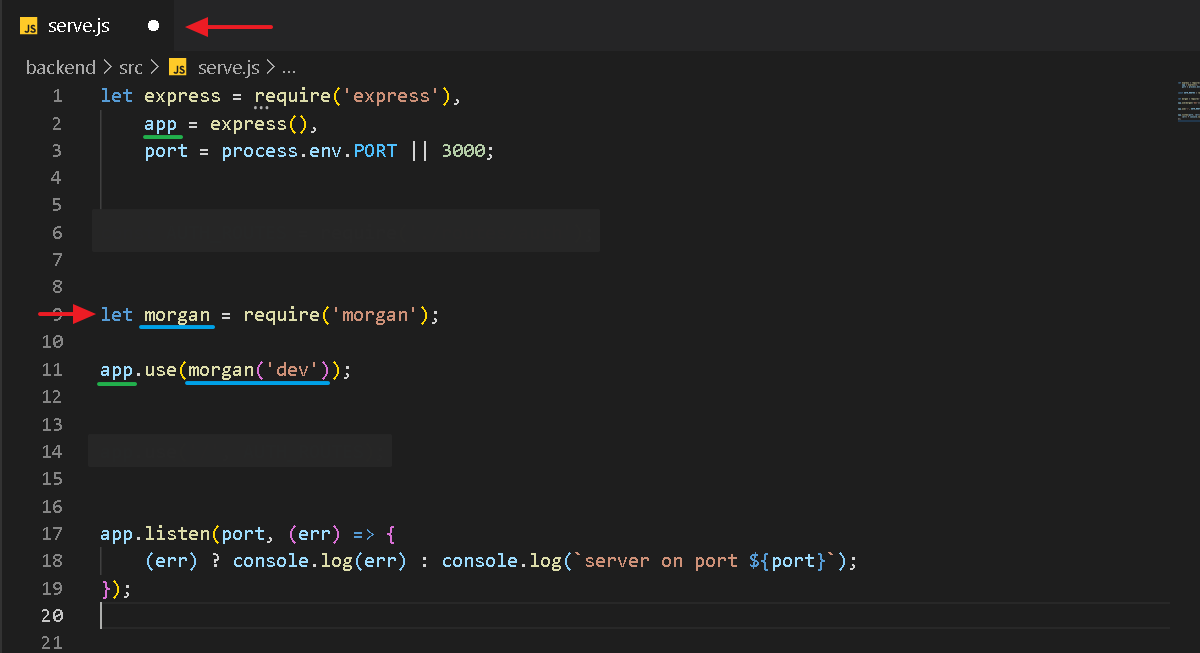 JS serve.js
backend > src > JS serve.js > ...
1 let express = require('express'),
2 app = express(),
3 port = process.env.PORT || 3000;
4
5
6
7
8
9 let morgan = require('morgan');
10
11 app.use(morgan('dev'));
12
13
14
15
16
17 app.listen(port, (err) => {
18 (err) ? console.log(err) : console.log(`server on port ${port}`);
19 });
20
21